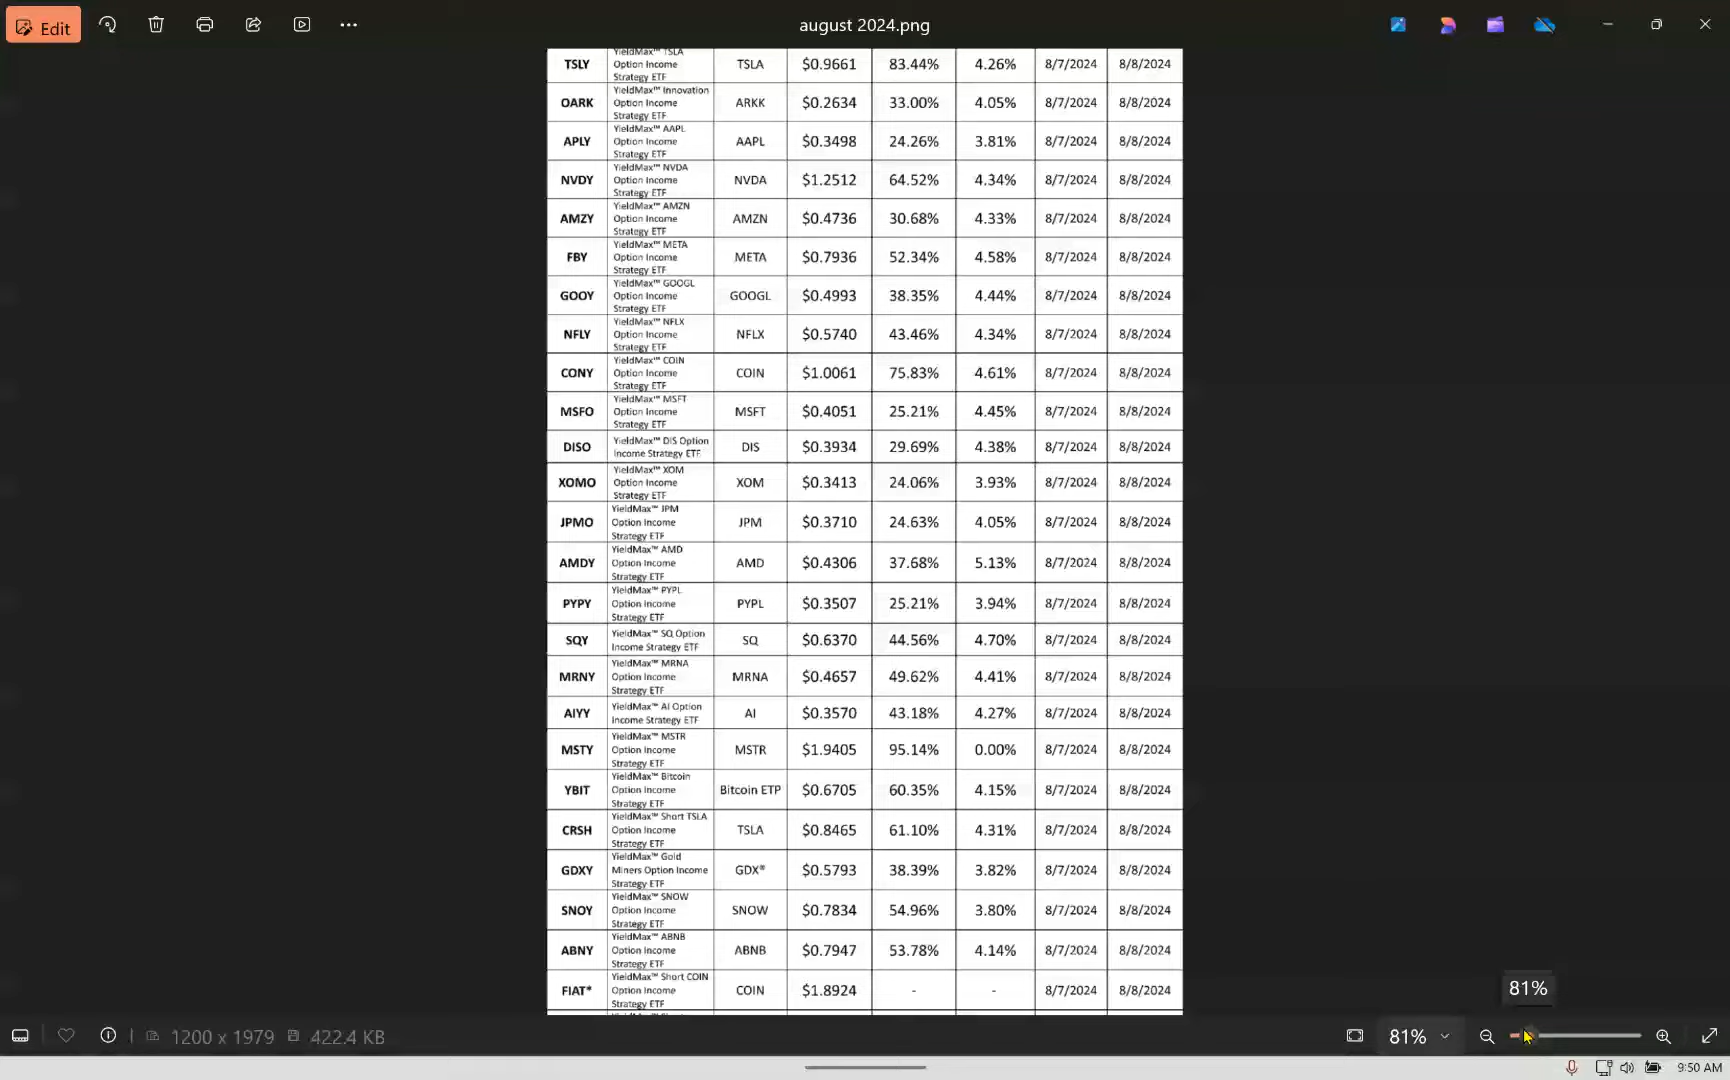 Edit
august 2024.png
TSLY YieldMax™ TSLA Option Income Strategy ETF TSLA $0.9661 83.44% 4.26% 8/7/2024 8/8/2024
OARK YieldMax™ Innovation Option Income Strategy ETF ARKK $0.2634 33.00% 4.05% 8/7/2024 8/8/2024
APLY YieldMax™ AAPL Option Income Strategy ETF AAPL $0.3498 24.26% 3.81% 8/7/2024 8/8/2024
NVDY YieldMax™ NVDA Option Income Strategy ETF NVDA $1.2512 64.52% 4.34% 8/7/2024 8/8/2024
AMZY YieldMax™ AMZN Option Income Strategy ETF AMZN $0.4736 30.68% 4.33% 8/7/2024 8/8/2024
FBY YieldMax™ META Option Income Strategy ETF META $0.7936 52.34% 4.58% 8/7/2024 8/8/2024
GOOY YieldMax™ GOOGL Option Income Strategy ETF GOOGL $0.4993 38.35% 4.44% 8/7/2024 8/8/2024
NFLY YieldMax™ NFLX Option Income Strategy ETF NFLX $0.5740 43.46% 4.34% 8/7/2024 8/8/2024
CONY YieldMax™ COIN Option Income Strategy ETF COIN $1.0061 75.83% 4.61% 8/7/2024 8/8/2024
MSFO YieldMax™ MSFT Option Income Strategy ETF MSFT $0.4051 25.21% 4.45% 8/7/2024 8/8/2024
DISO YieldMax™ DIS Option Income Strategy ETF DIS $0.3934 29.69% 4.38% 8/7/2024 8/8/2024
XOMO YieldMax™ XOM Option Income Strategy ETF XOM $0.3413 24.06% 3.93% 8/7/2024 8/8/2024
JPMO YieldMax™ JPM Option Income Strategy ETF JPM $0.3710 24.63% 4.05% 8/7/2024 8/8/2024
AMDY YieldMax™ AMD Option Income Strategy ETF AMD $0.4306 37.68% 5.13% 8/7/2024 8/8/2024
PYPY YieldMax™ PYPL Option Income Strategy ETF PYPL $0.3507 25.21% 3.94% 8/7/2024 8/8/2024
SQY YieldMax™ SQ Option Income Strategy ETF SQ $0.6370 44.56% 4.70% 8/7/2024 8/8/2024
MRNY YieldMax™ MRNA Option Income Strategy ETF MRNA $0.4657 49.62% 4.41% 8/7/2024 8/8/2024
AIYY YieldMax™ AI Option Income Strategy ETF AI $0.3570 43.18% 4.27% 8/7/2024 8/8/2024
MSTY YieldMax™ MSTR Option Income Strategy ETF MSTR $1.9405 95.14% 0.00% 8/7/2024 8/8/2024
YBIT YieldMax™ Bitcoin Option Income Strategy ETF Bitcoin ETP $0.6705 60.35% 4.15% 8/7/2024 8/8/2024
CRSH YieldMax™ Short TSLA Option Income Strategy ETF TSLA $0.8465 61.10% 4.31% 8/7/2024 8/8/2024
GDXY YieldMax™ Gold Miners Option Income Strategy ETF GDX® $0.5793 38.39% 3.82% 8/7/2024 8/8/2024
SNOY YieldMax™ SNOW Option Income Strategy ETF SNOW $0.7834 54.96% 3.80% 8/7/2024 8/8/2024
ABNY YieldMax™ ABNB Option Income Strategy ETF ABNB $0.7947 53.78% 4.14% 8/7/2024 8/8/2024
FIAT* YieldMax™ Short COIN Option Income Strategy ETF COIN $1.8924 - - 8/7/2024 8/8/2024
81%
1200 x 1979 422.4 KB 81%
9:50 AM